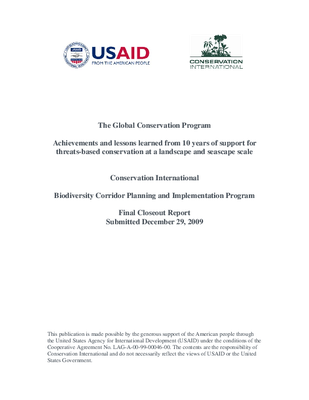 USAID
FROM THE AMERICAN PEOPLE
CONSERVATION
INTERNATIONAL
The Global Conservation Program
Achievements and lessons learned from 10 years of support for
threats-based conservation at a landscape and seascape scale
Conservation International
Biodiversity Corridor Planning and Implementation Program
Final Closeout Report
Submitted December 29, 2009
This publication is made possible by the generous support of the American people through
the United States Agency for International Development (USAID) under the conditions of the
Cooperative Agreement No. LAG-A-00-99-00046-00. The contents are the responsibility of
Conservation International and do not necessarily reflect the views of USAID or the United
States Government.